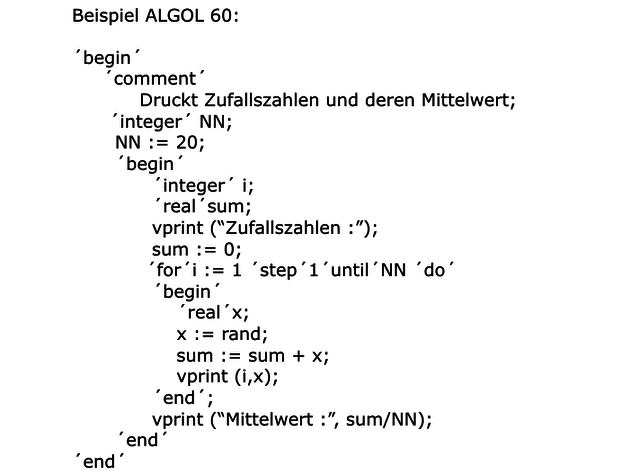 Beispiel ALGOL 60:
´begin´
´comment´
Druckt Zufallszahlen und deren Mittelwert;
´integer´ NN;
NN := 20;
´begin´
´integer´ i;
´real´sum;
vprint (“Zufallszahlen :”);
sum := 0;
´for´i := 1 ´step´1´until´NN ´do´
´begin´
´real´x;
x := rand;
sum := sum + x;
vprint (i,x);
´end´;
vprint (“Mittelwert :”, sum/NN);
´end´
´end´